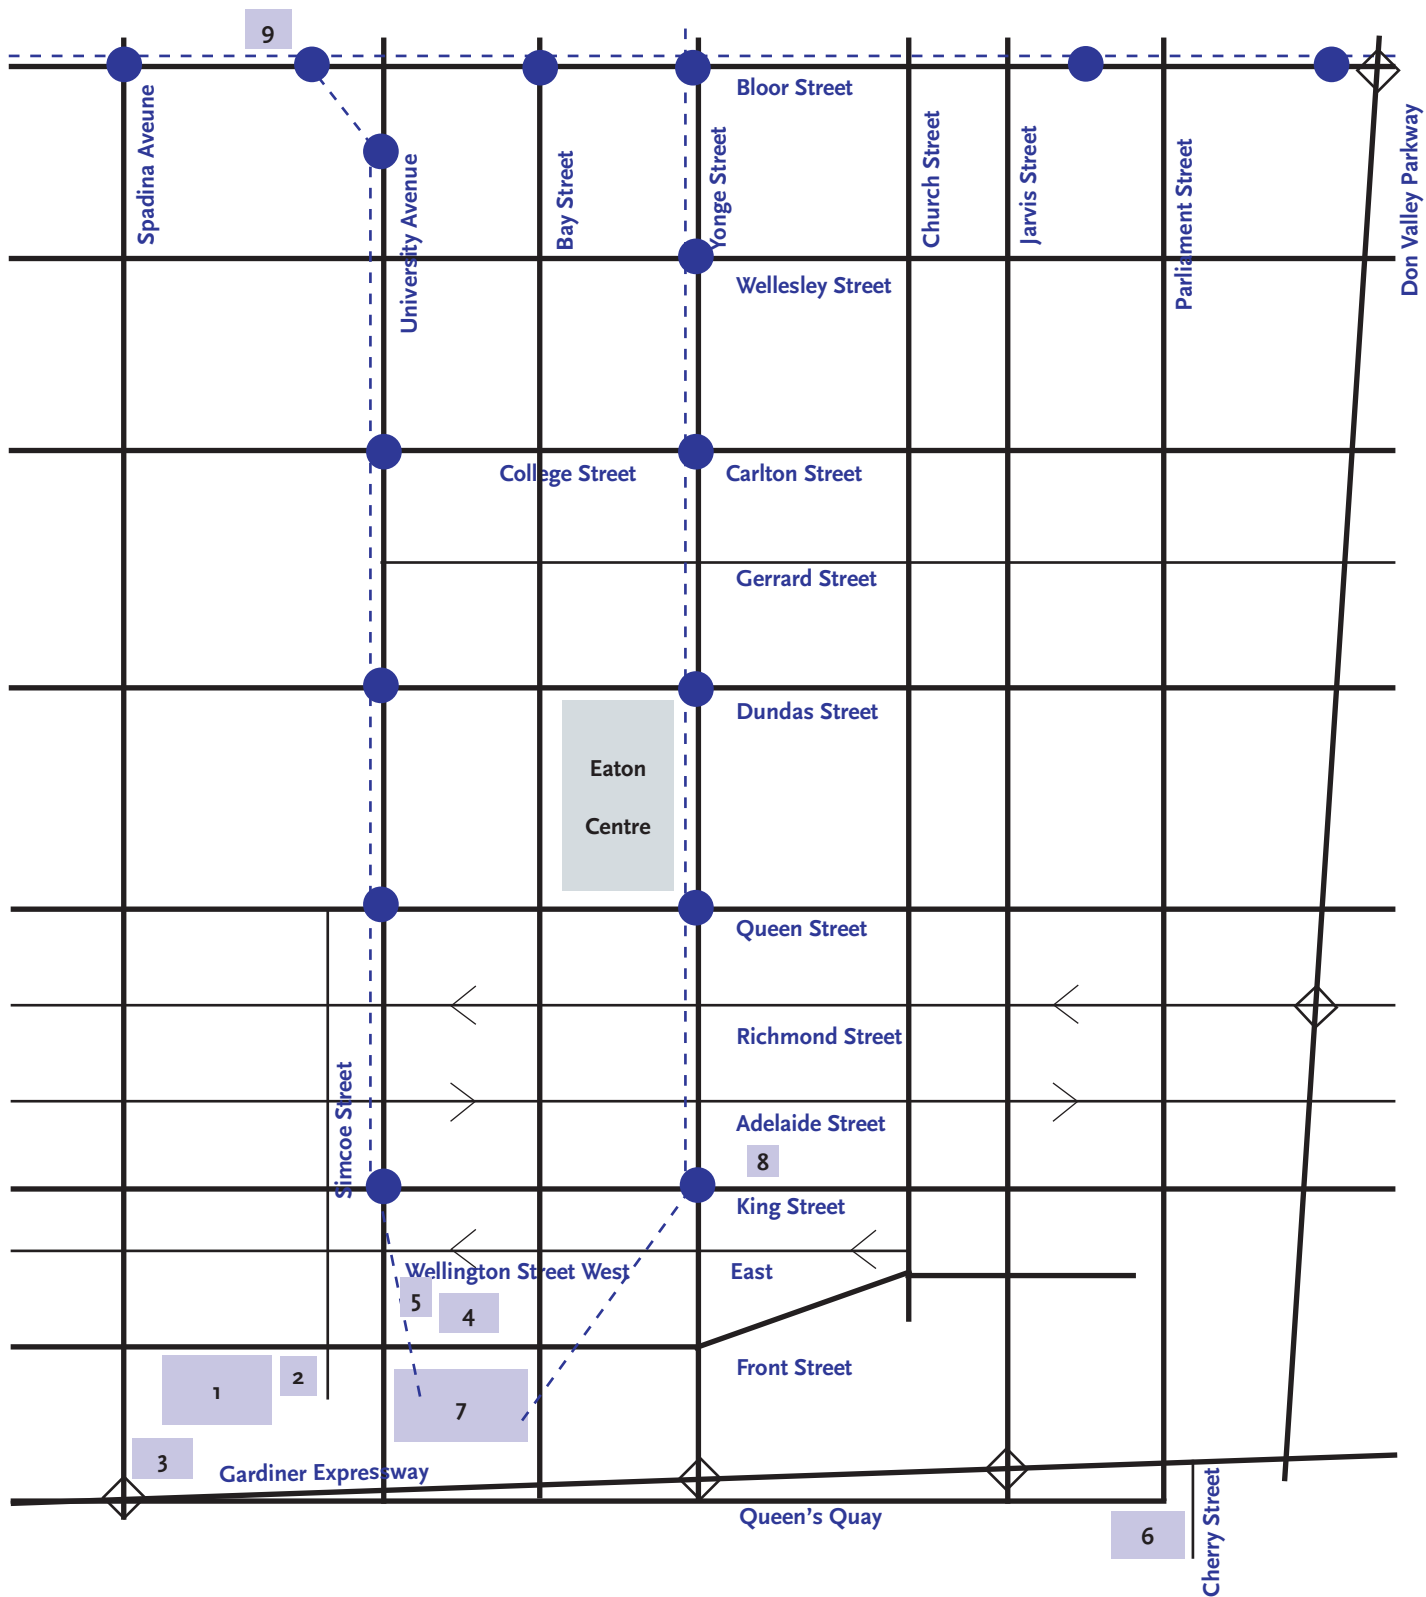 9
Bloor Street
Spadina Aveune
University Avenue
Bay Street
Yonge Street
Church Street
Jarvis Street
Parliament Street
Don Valley Parkway
Wellesley Street
College Street
Carlton Street
Gerrard Street
Dundas Street
Eaton
Centre
Queen Street
Richmond Street
Simcoe Street
Adelaide Street
8
King Street
Wellington Street West
East
5
4
Front Street
1
2
7
3
Gardiner Expressway
Queen's Quay
6
Cherry Street